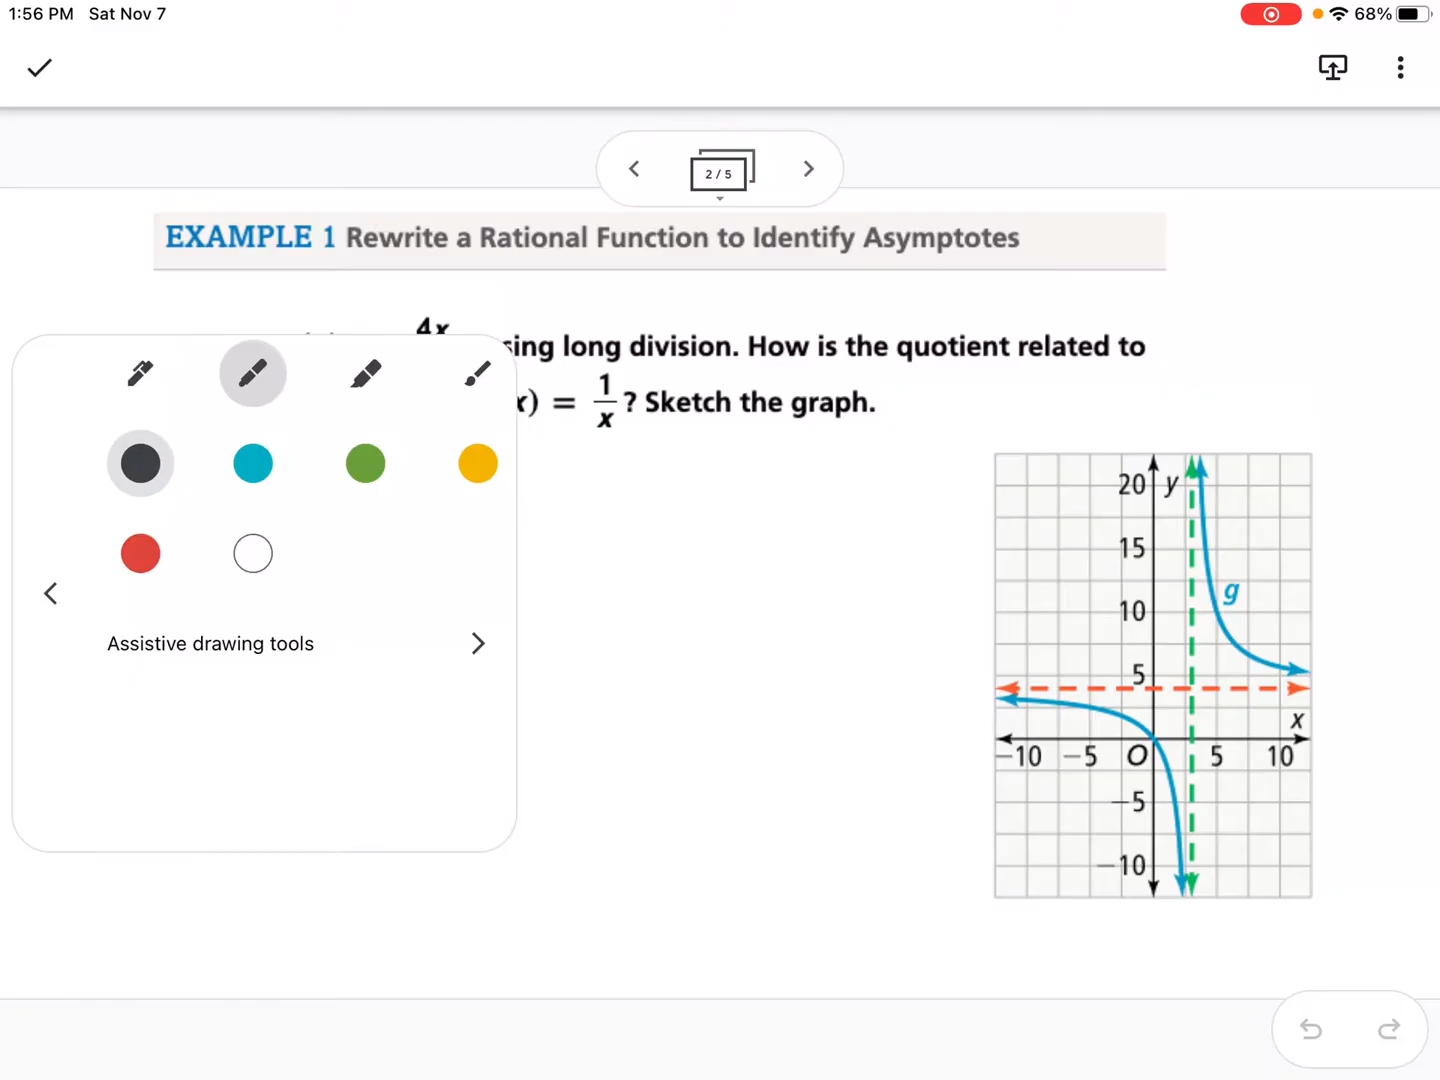 1:56 PM Sat Nov 7
68%
2 / 5
EXAMPLE 1 Rewrite a Rational Function to Identify Asymptotes
4x
sing long division. How is the quotient related to
x) = 1/x ? Sketch the graph.
Assistive drawing tools
20 y
15
10
g
5
x
-10 -5 O 5 10
-5
-10